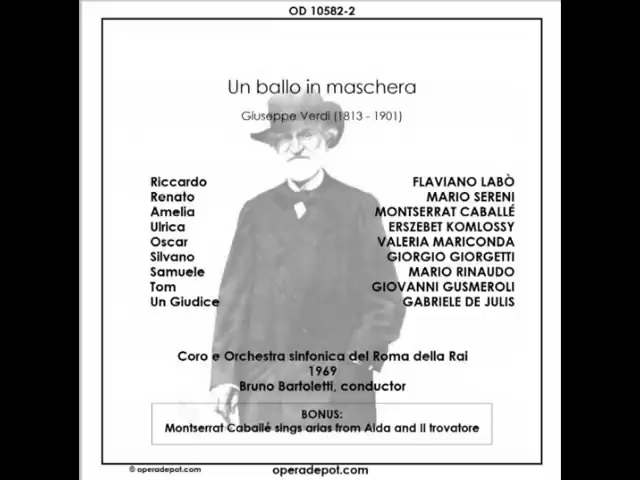 OD 10582-2
Un ballo in maschera
Giuseppe Verdi (1813 - 1901)
Riccardo FLAVIANO LABÒ
Renato MARIO SERENI
Amelia MONTSERRAT CABALLÉ
Ulrica ERSZEBET KOMLOSSY
Oscar VALERIA MARICONDA
Silvano GIORGIO GIORGETTI
Samuele MARIO RINAUDO
Tom GIOVANNI GUSMEROLI
Un Giudice GABRIELE DE JULIS
Coro e Orchestra sinfonica del Roma della Rai
1969
Bruno Bartoletti, conductor
BONUS:
Montserrat Caballé sings arias from Aida and Il trovatore
© operadepot.com operadepot.com